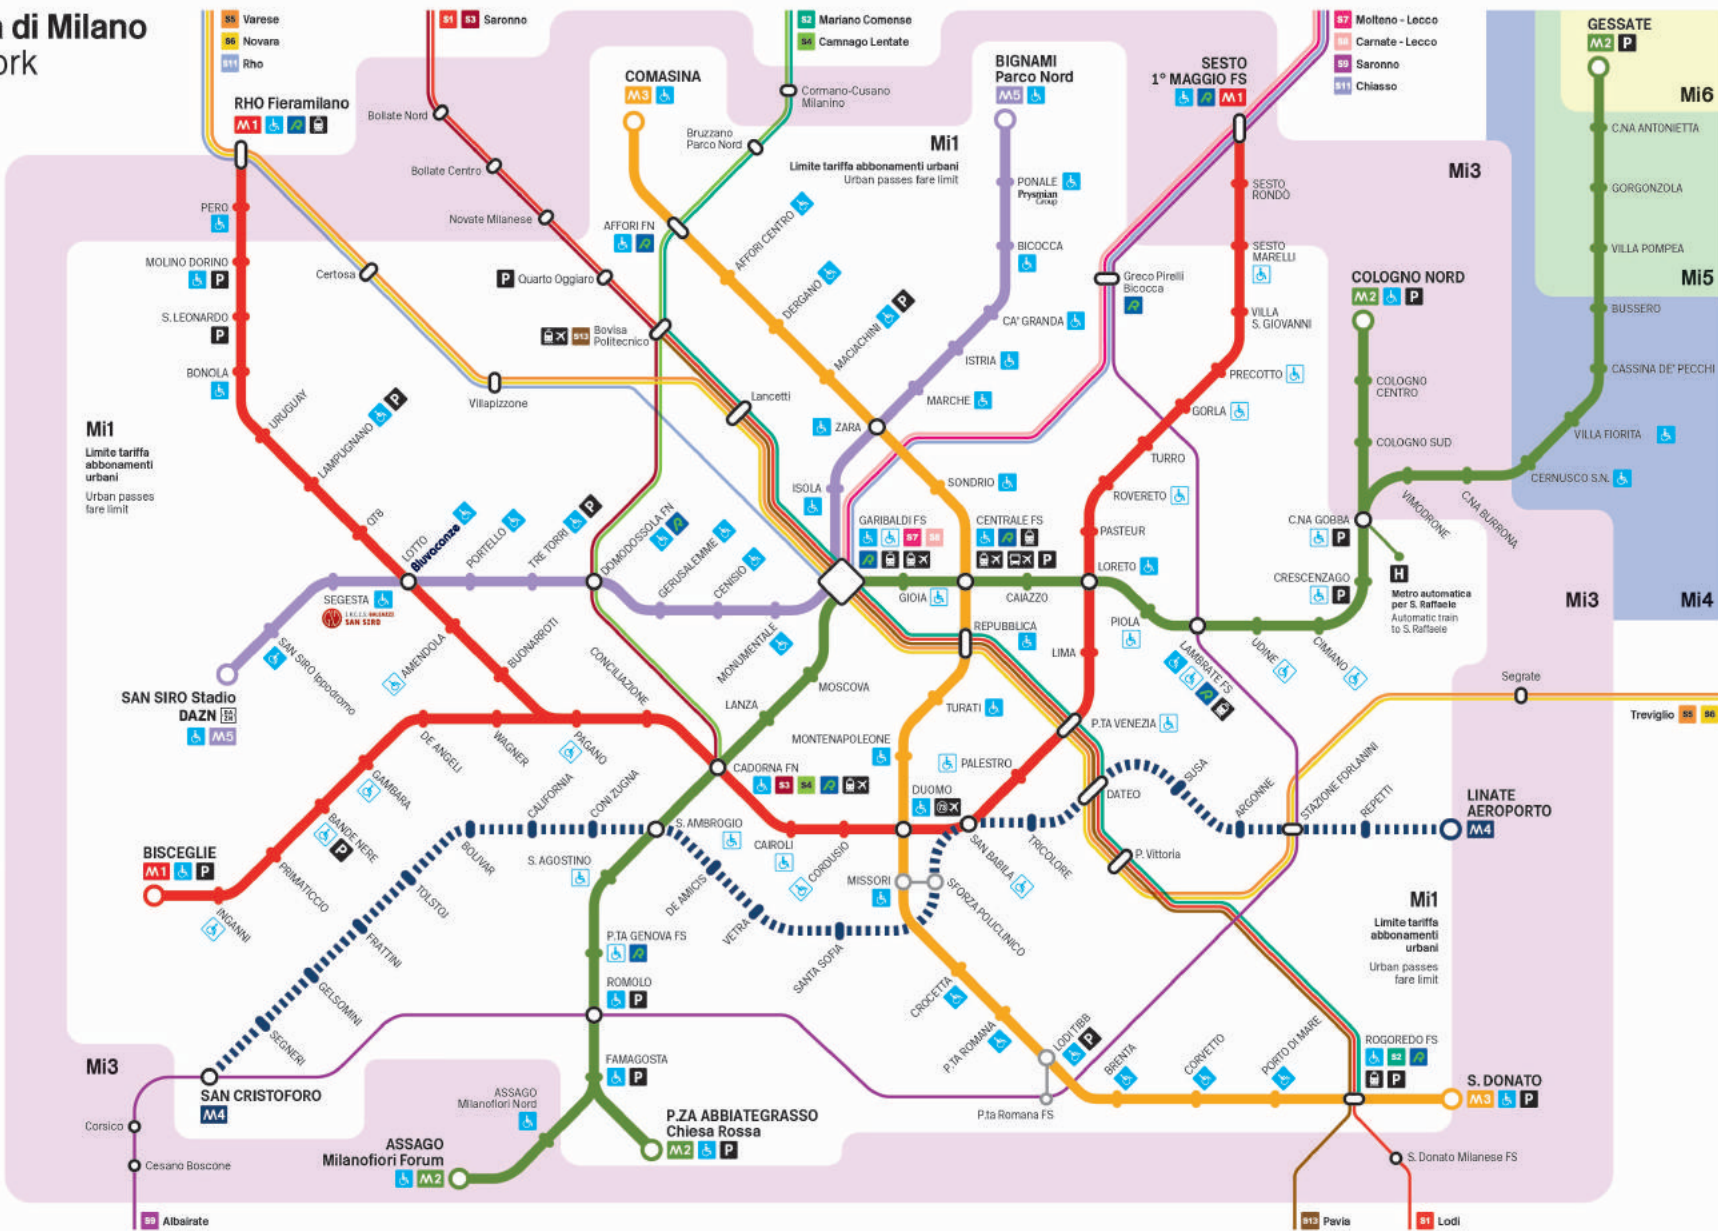 di Milano
ork
S5 Varese
S6 Novara
S11 Rho
S1 S3 Saronno
S2 Mariano Comense
S4 Camnago Lentate
S7 Molteno - Lecco
S8 Carnate - Lecco
S9 Saronno
S11 Chiasso
GESSATE
M2 P
Mi6
C.NA ANTONIETTA
GORGONZOLA
VILLA POMPEA
Mi5
BUSSERO
CASSINA DE' PECCHI
VILLA FIORITA
CERNUSCO S.N.
C.NA BURRONA
VIMODRONE
Mi4
RHO Fieramilano
M1
PERO
MOLINO DORINO
P
S. LEONARDO
P
BONOLA
URUGUAY
LAMPUGNANO P
QT8
LOTTO
Bluvacanze
Bollate Nord
Bollate Centro
Novate Milanese
P Quarto Oggiaro
Certosa
Villapizzone
S13 Bovisa
Politecnico
Lancetti
COMASINA
M3
AFFORI FN
AFFORI CENTRO
DERGANO
MACIACHINI P
ZARA
SONDRIO
Cormano-Cusano
Milanino
Bruzzano
Parco Nord
BIGNAMI
Parco Nord
M5
Mi1
Limite tariffa abbonamenti urbani
Urban passes fare limit
PONALE
Prysmian
Group
BICOCCA
CA' GRANDA
ISTRIA
MARCHE
ISOLA
SESTO
1° MAGGIO FS
M1
SESTO
RONDÒ
SESTO
MARELLI
VILLA
S. GIOVANNI
PRECOTTO
GORLA
TURRO
ROVERETO
PASTEUR
LORETO
LIMA
Greco Pirelli
Bicocca
Mi3
COLOGNO NORD
M2 P
COLOGNO
CENTRO
COLOGNO SUD
C.NA GOBBA
P
CRESCENZAGO
P
H
Metro automatica
per S. Raffaele
Automatic train
to S. Raffaele
Mi3
Mi1
Limite tariffa
abbonamenti
urbani
Urban passes
fare limit
PORTELLO
TRE TORRI P
DOMODOSSOLA FN
GERUSALEMME
CENISIO
MONUMENTALE
GARIBALDI FS
S7 S8
CENTRALE FS
P
GIOIA
CAIAZZO
PIOLA
LAMBRATE FS
UDINE
CIMIANO
SEGESTA
SAN SIRO
SAN SIRO Ippodromo
SAN SIRO Stadio
DAZN
M5
AMENDOLA
BUONARROTI
CONCILIAZIONE
PAGANO
WAGNER
DE ANGELI
GAMBARA
BANDE NERE
P
PRIMATICCIO
INGANNI
BISCEGLIE
M1 P
LANZA
MOSCOVA
CADORNA FN
S3 S4
CAIROLI
CORDUSIO
REPUBBLICA
TURATI
MONTENAPOLEONE
DUOMO
PALESTRO
P.TA VENEZIA
SAN BABILA
TRICOLORE
DATEO
SUSA
ARGONNE
STAZIONE FORLANINI
REPETTI
LINATE
AEROPORTO
M4
Segrate
Treviglio S5 S6
P. Vittoria
CALIFORNIA
CONI ZUGNA
BOLIVAR
TOLSTOJ
FRATTINI
GELSOMINI
SEGNERI
SAN CRISTOFORO
M4
S. AMBROGIO
S. AGOSTINO
DE AMICIS
VETRA
SANTA SOFIA
MISSORI
SFORZA POLICLINICO
CROCETTA
P.TA ROMANA
LODI TIBB
P
P.ta Romana FS
BRENTA
CORVETTO
PORTO DI MARE
ROGOREDO FS
S2
P
S. DONATO
M3 P
Mi1
Limite tariffa
abbonamenti
urbani
Urban passes
fare limit
P.TA GENOVA FS
ROMOLO
P
FAMAGOSTA
P
ASSAGO
Milanofiori Nord
ASSAGO
Milanofiori Forum
M2
P.ZA ABBIATEGRASSO
Chiesa Rossa
M2 P
Mi3
Corsico
Cesano Boscone
S9 Albairate
S. Donato Milanese FS
S13 Pavia
S1 Lodi